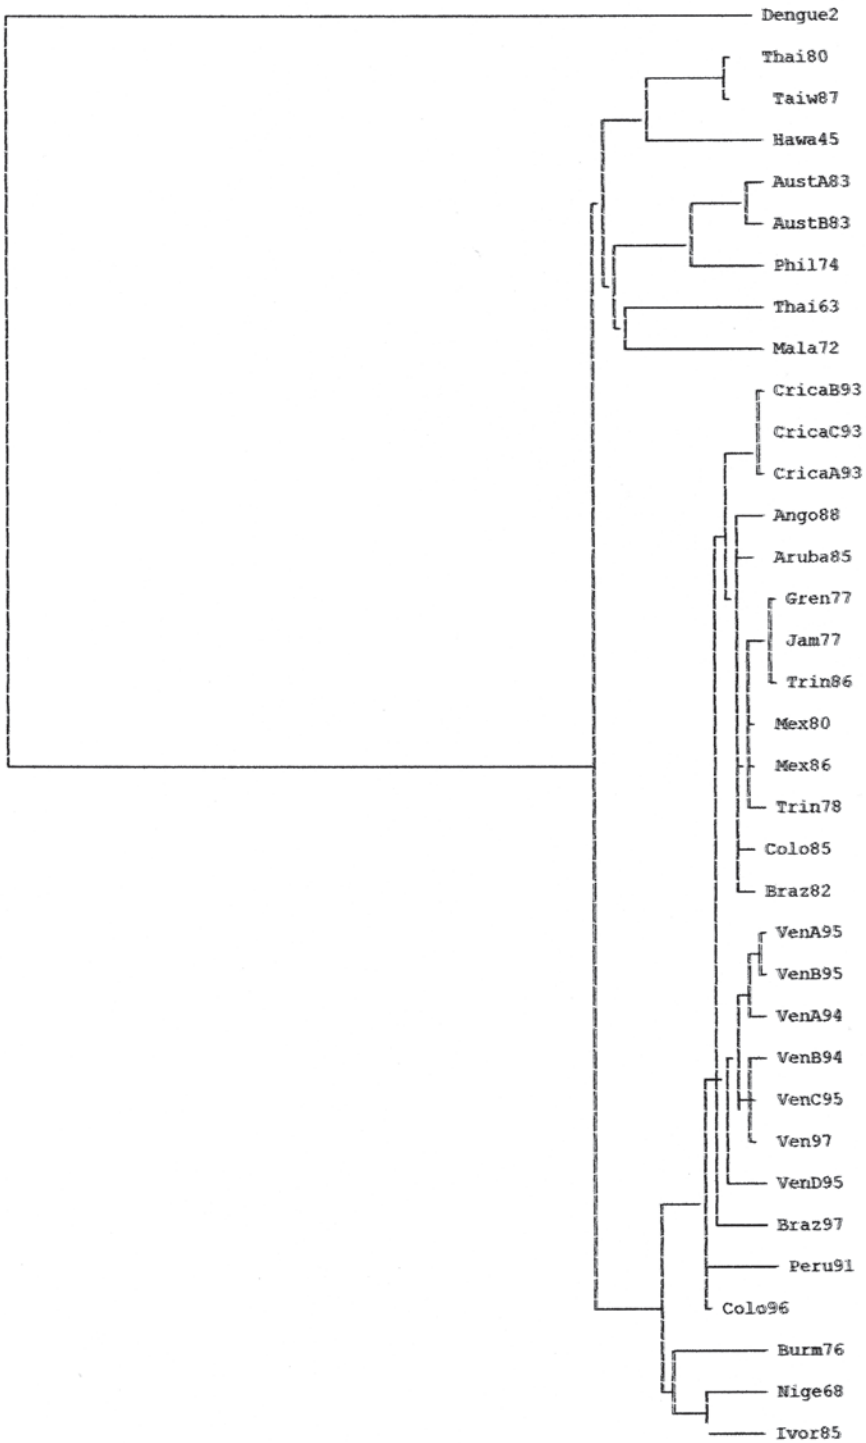 Dengue2
Thai80
Taiw87
Hawa45
AustA83
AustB83
Phil74
Thai63
Mala72
CricaB93
CricaC93
CricaA93
Ango88
Aruba85
Gren77
Jam77
Trin86
Mex80
Mex86
Trin78
Colo85
Braz82
VenA95
VenB95
VenA94
VenB94
VenC95
Ven97
VenD95
Braz97
Peru91
Colo96
Burm76
Nige68
Ivor85